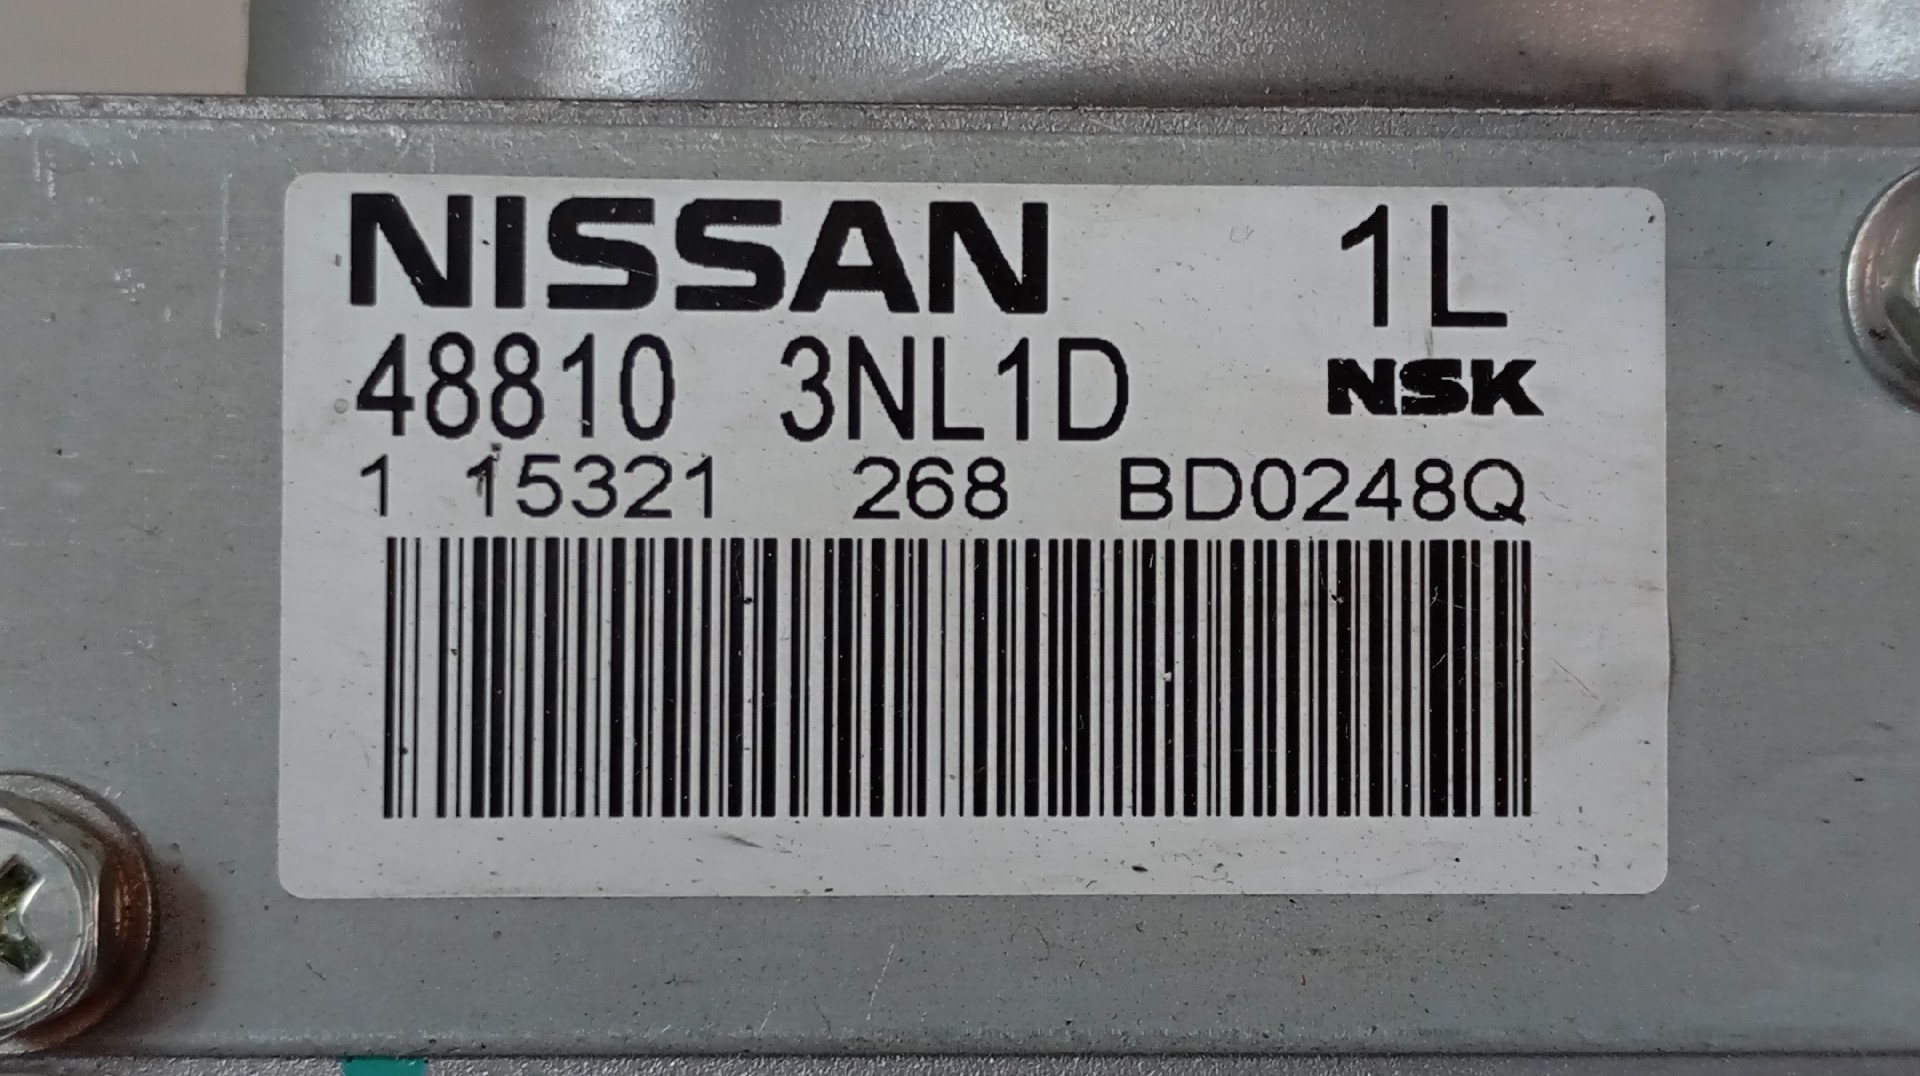 NISSAN 1L
48810 3NL1D NSK
1 15321 268 BD0248Q